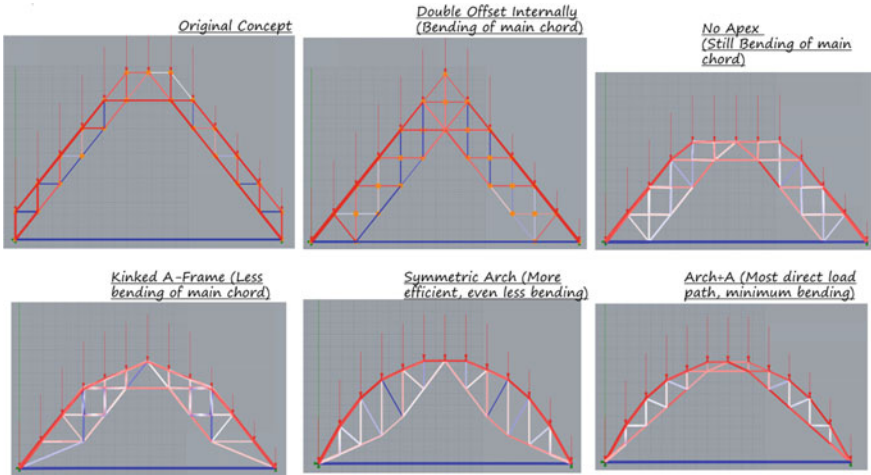 Original Concept
Double Offset Internally
(Bending of main chord)
No Apex
(Still Bending of main
chord)
Kinked A-Frame (Less
bending of main chord)
Symmetric Arch (More
efficient, even less bending)
Arch+A (Most direct load
path, minimum bending)